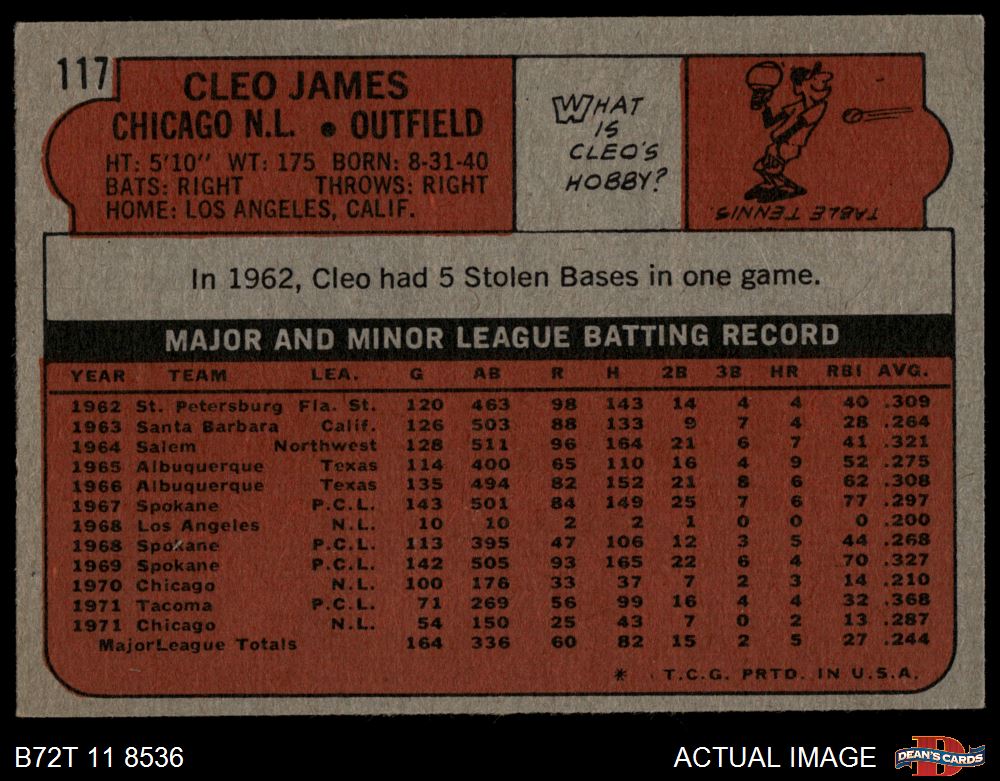 117
CLEO JAMES
CHICAGO N.L. • OUTFIELD
HT: 5'10" WT: 175 BORN: 8-31-40
BATS: RIGHT THROWS: RIGHT
HOME: LOS ANGELES, CALIF.
WHAT
IS
CLEO'S
HOBBY?
TABLE TENNIS.
In 1962, Cleo had 5 Stolen Bases in one game.
MAJOR AND MINOR LEAGUE BATTING RECORD
YEAR TEAM LEA. G AB R H 2B 3B HR RBI AVG.
1962 St. Petersburg Fla. St. 120 463 98 143 14 4 4 40 .309
1963 Santa Barbara Calif. 126 503 88 133 9 7 4 28 .264
1964 Salem Northwest 128 511 96 164 21 6 7 41 .321
1965 Albuquerque Texas 114 400 65 110 16 4 9 52 .275
1966 Albuquerque Texas 135 494 82 152 21 8 6 62 .308
1967 Spokane P.C.L. 143 501 84 149 25 7 6 77 .297
1968 Los Angeles N.L. 10 10 2 2 1 0 0 0 .200
1968 Spokane P.C.L. 113 395 47 106 12 3 5 44 .268
1969 Spokane P.C.L. 142 505 93 165 22 6 4 70 .327
1970 Chicago N.L. 100 176 33 37 7 2 3 14 .210
1971 Tacoma P.C.L. 71 269 56 99 16 4 4 32 .368
1971 Chicago N.L. 54 150 25 43 7 0 2 13 .287
MajorLeague Totals 164 336 60 82 15 2 5 27 .244
* T.C.G. PRTD. IN U.S.A.
B72T 11 8536
ACTUAL IMAGE
D
DEAN'S CARDS